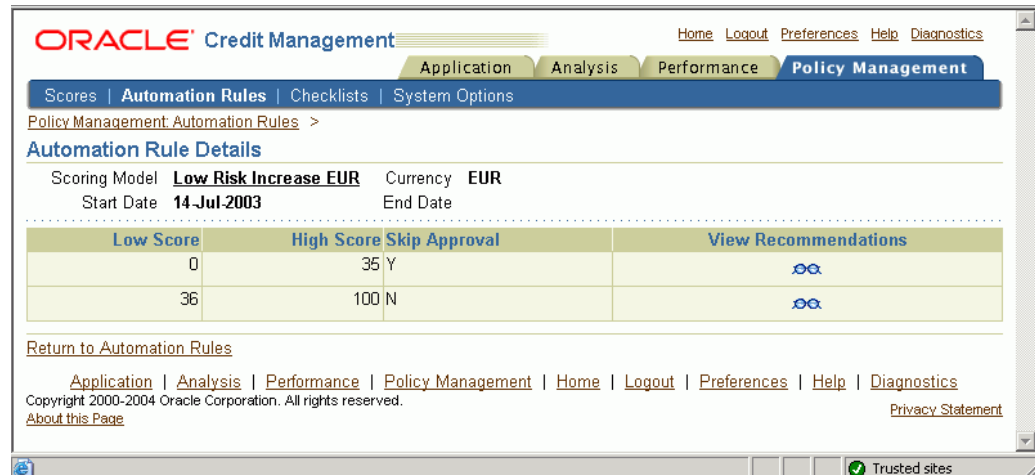 ORACLE Credit Management
Home Logout Preferences Help Diagnostics
Application Analysis Performance Policy Management
Scores | Automation Rules | Checklists | System Options
Policy Management: Automation Rules >
Automation Rule Details
Scoring Model Low Risk Increase EUR Currency EUR
Start Date 14-Jul-2003 End Date
Low Score High Score Skip Approval View Recommendations
0 35 Y
36 100 N
Return to Automation Rules
Application | Analysis | Performance | Policy Management | Home | Logout | Preferences | Help | Diagnostics
Copyright 2000-2004 Oracle Corporation. All rights reserved.
About this Page
Privacy Statement
Trusted sites